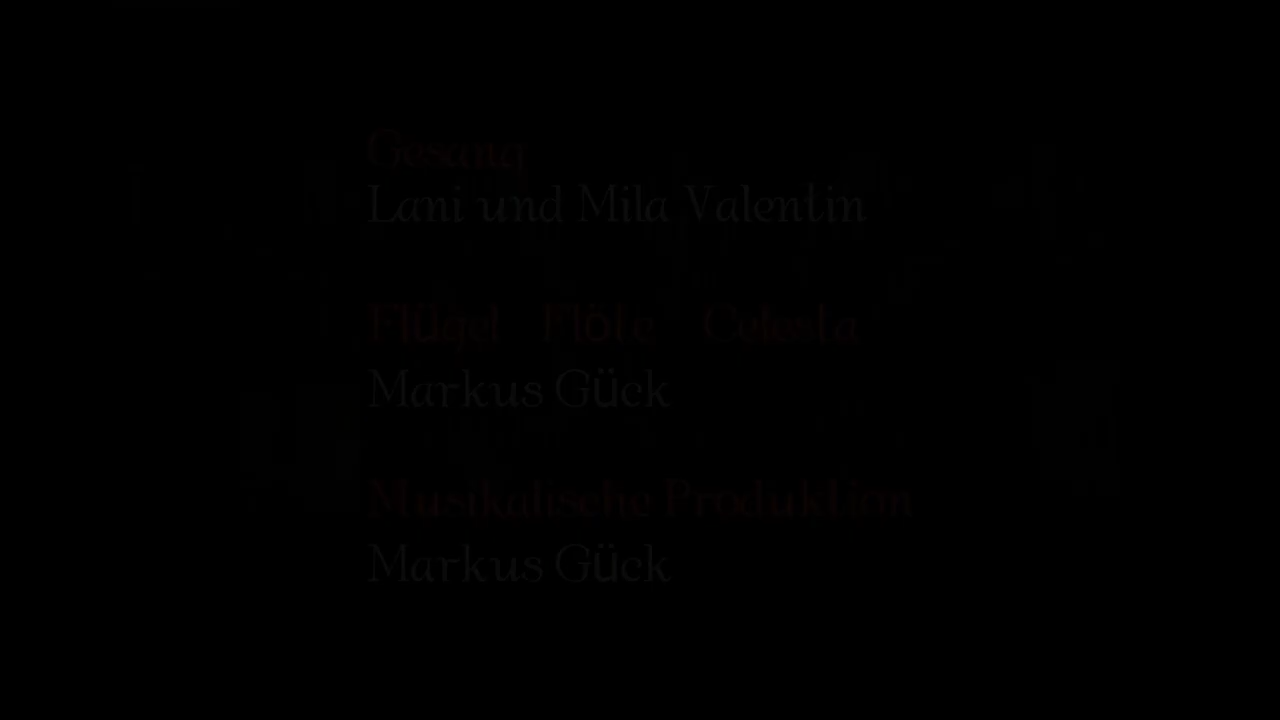 Gesang
Lani und Mila Valentin
Flügel Flöte Celesta
Markus Gück
Musikalische Produktion
Markus Gück